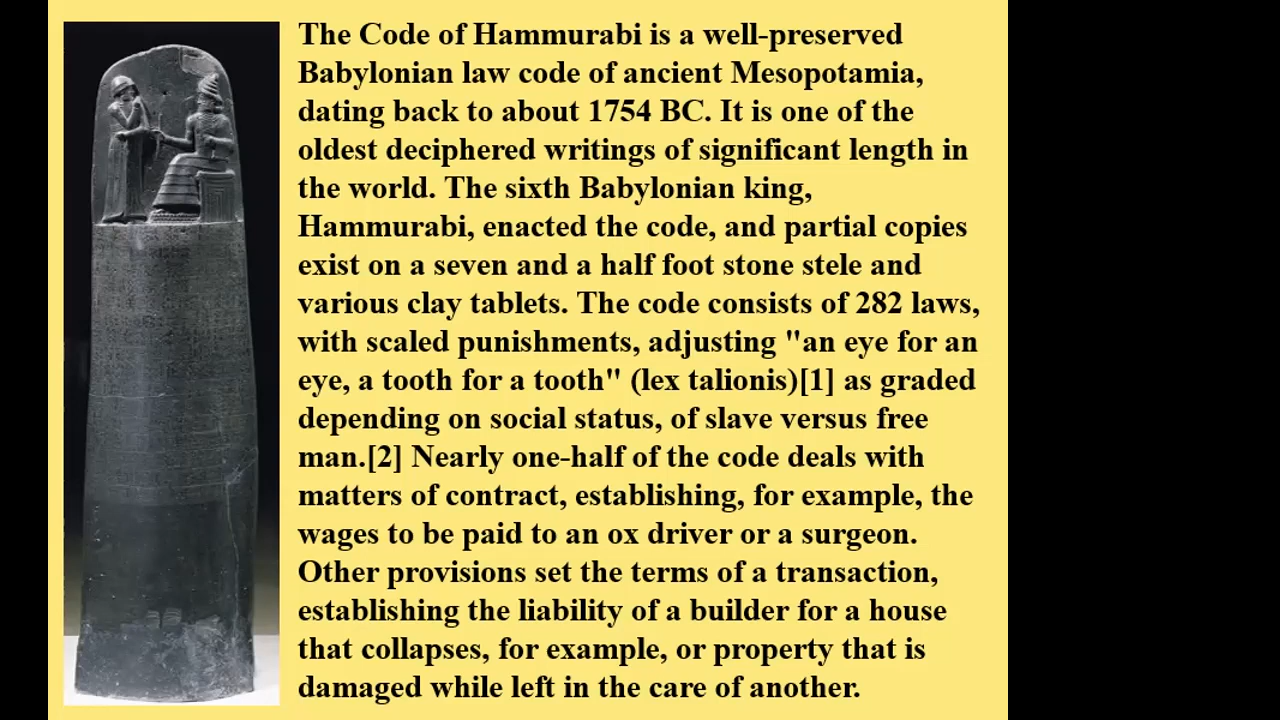 The Code of Hammurabi is a well-preserved
Babylonian law code of ancient Mesopotamia,
dating back to about 1754 BC. It is one of the
oldest deciphered writings of significant length in
the world. The sixth Babylonian king,
Hammurabi, enacted the code, and partial copies
exist on a seven and a half foot stone stele and
various clay tablets. The code consists of 282 laws,
with scaled punishments, adjusting "an eye for an
eye, a tooth for a tooth" (lex talionis)[1] as graded
depending on social status, of slave versus free
man.[2] Nearly one-half of the code deals with
matters of contract, establishing, for example, the
wages to be paid to an ox driver or a surgeon.
Other provisions set the terms of a transaction,
establishing the liability of a builder for a house
that collapses, for example, or property that is
damaged while left in the care of another.